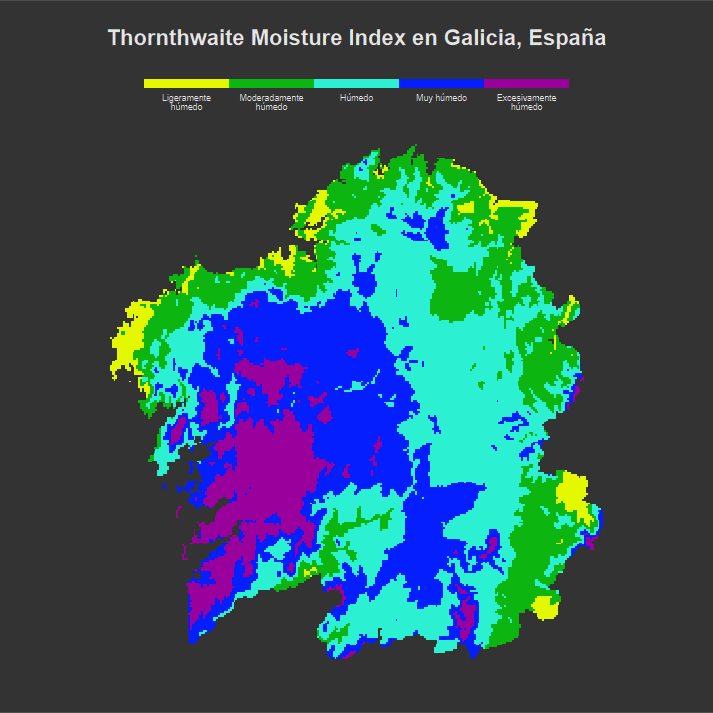 Thornthwaite Moisture Index en Galicia, España
Ligeramente húmedo
Moderadamente húmedo
Húmedo
Muy húmedo
Excesivamente húmedo